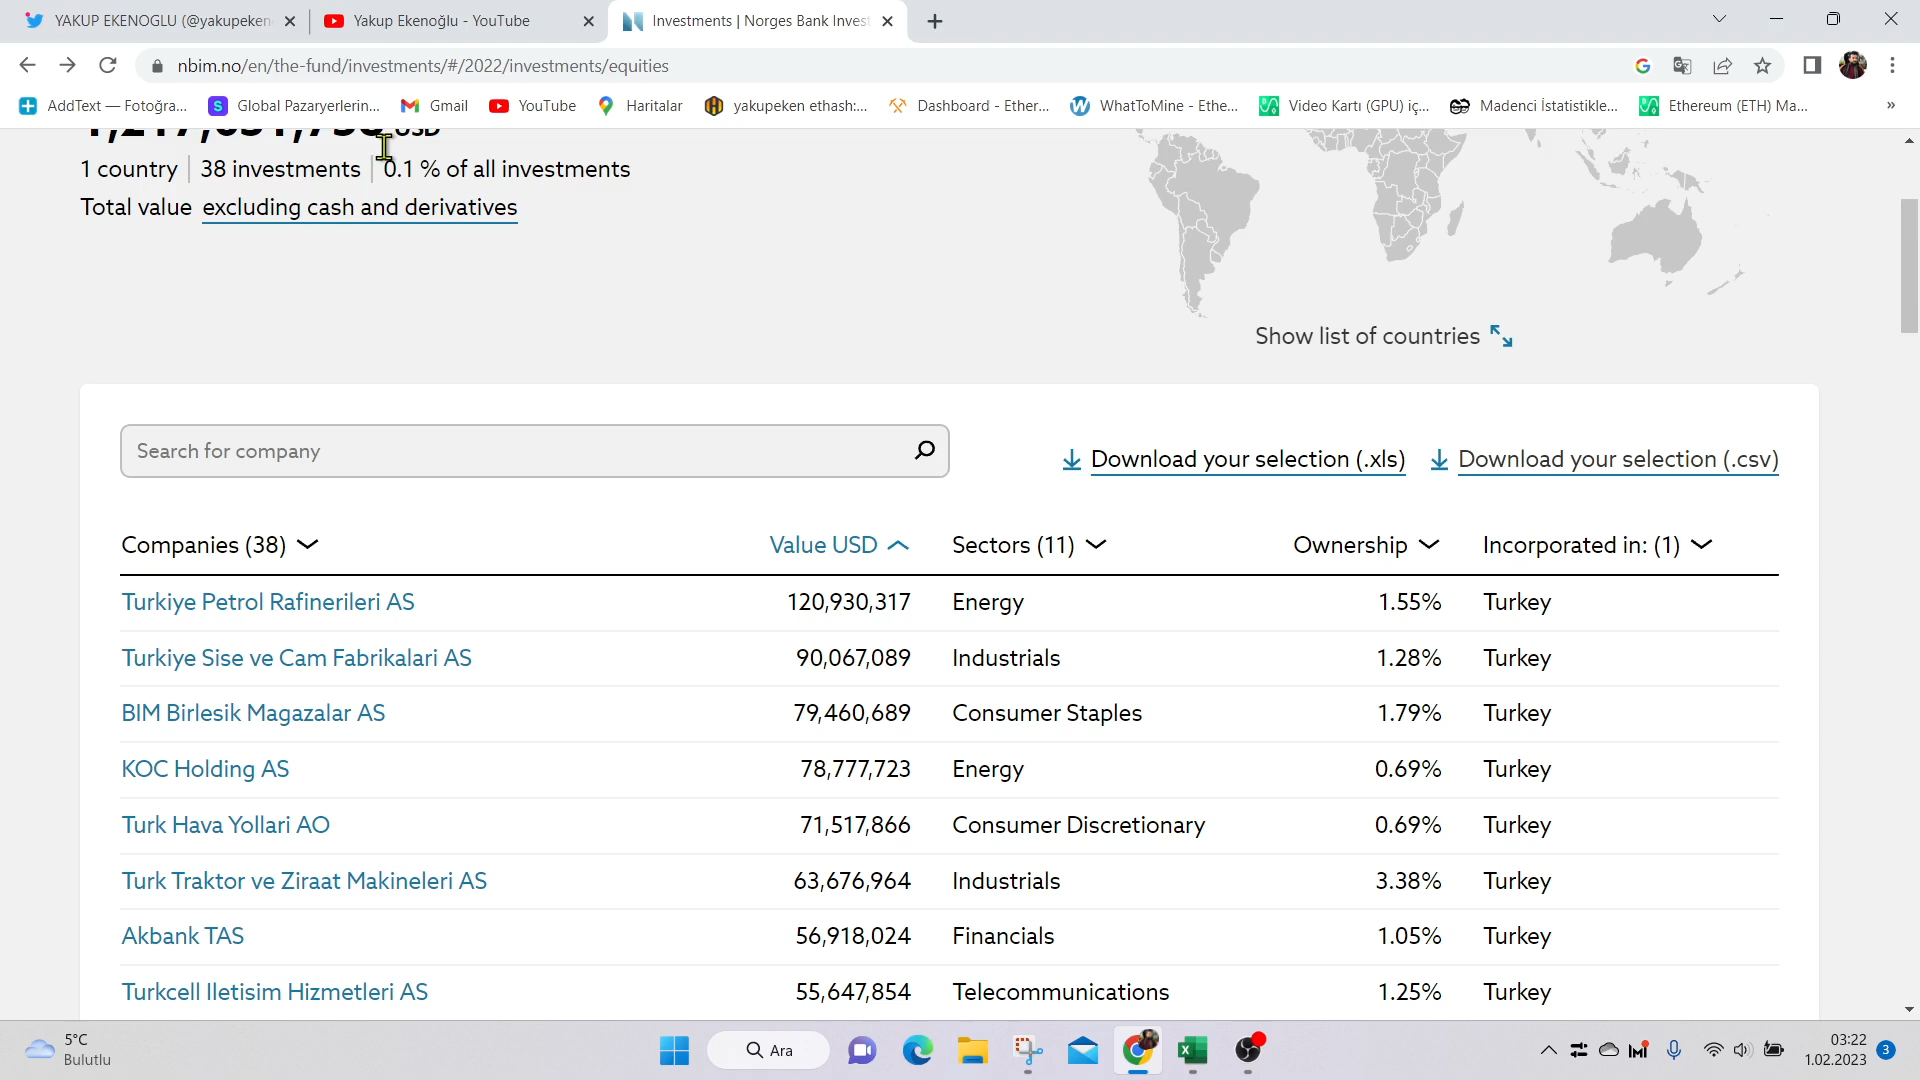 YAKUP EKENOGLU (@yakupeken
Yakup Ekenoğlu - YouTube
Investments | Norges Bank Invest
nbim.no/en/the-fund/investments/#/2022/investments/equities
AddText — Fotoğra...
Global Pazaryerlerin...
Gmail
YouTube
Haritalar
yakupeken ethash:...
Dashboard - Ether...
WhatToMine - Ethe...
Video Kartı (GPU) iç...
Madenci İstatistikle...
Ethereum (ETH) Ma...
»
USD
1 country
38 investments
0.1 % of all investments
Total value excluding cash and derivatives
Show list of countries
Search for company
Download your selection (.xls)
Download your selection (.csv)
Companies (38) Value USD Sectors (11) Ownership Incorporated in: (1)
Turkiye Petrol Rafinerileri AS 120,930,317 Energy 1.55% Turkey
Turkiye Sise ve Cam Fabrikalari AS 90,067,089 Industrials 1.28% Turkey
BIM Birlesik Magazalar AS 79,460,689 Consumer Staples 1.79% Turkey
KOC Holding AS 78,777,723 Energy 0.69% Turkey
Turk Hava Yollari AO 71,517,866 Consumer Discretionary 0.69% Turkey
Turk Traktor ve Ziraat Makineleri AS 63,676,964 Industrials 3.38% Turkey
Akbank TAS 56,918,024 Financials 1.05% Turkey
Turkcell Iletisim Hizmetleri AS 55,647,854 Telecommunications 1.25% Turkey
5°C
Bulutlu
Ara
03:22
1.02.2023
3